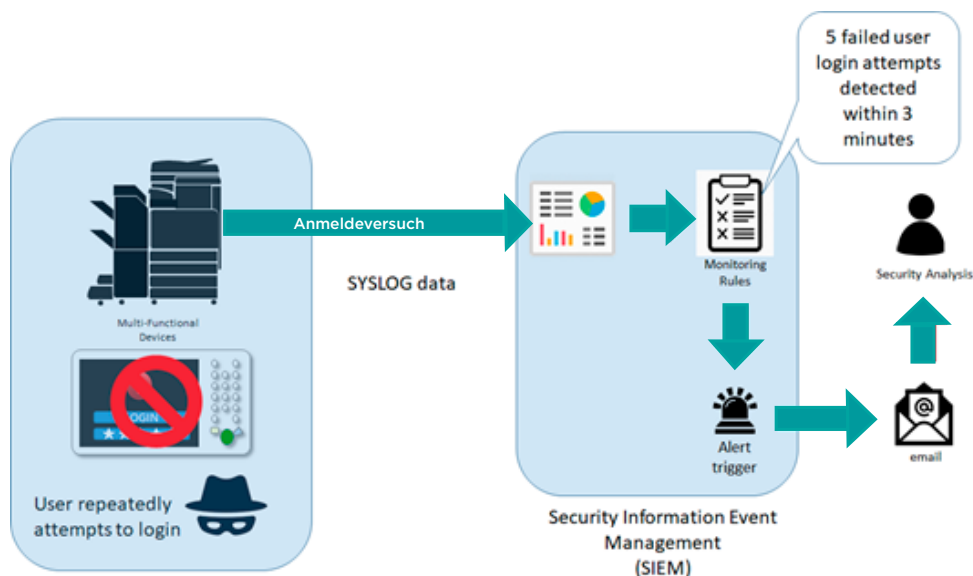 5 failed user
login attempts
detected
within 3
minutes
Anmeldeversuch
SYSLOG data
Multi-Functional
Devices
LOGIN
User repeatedly
attempts to login
Monitoring
Rules
Alert
trigger
Security Information Event
Management
(SIEM)
Security Analysis
@
email